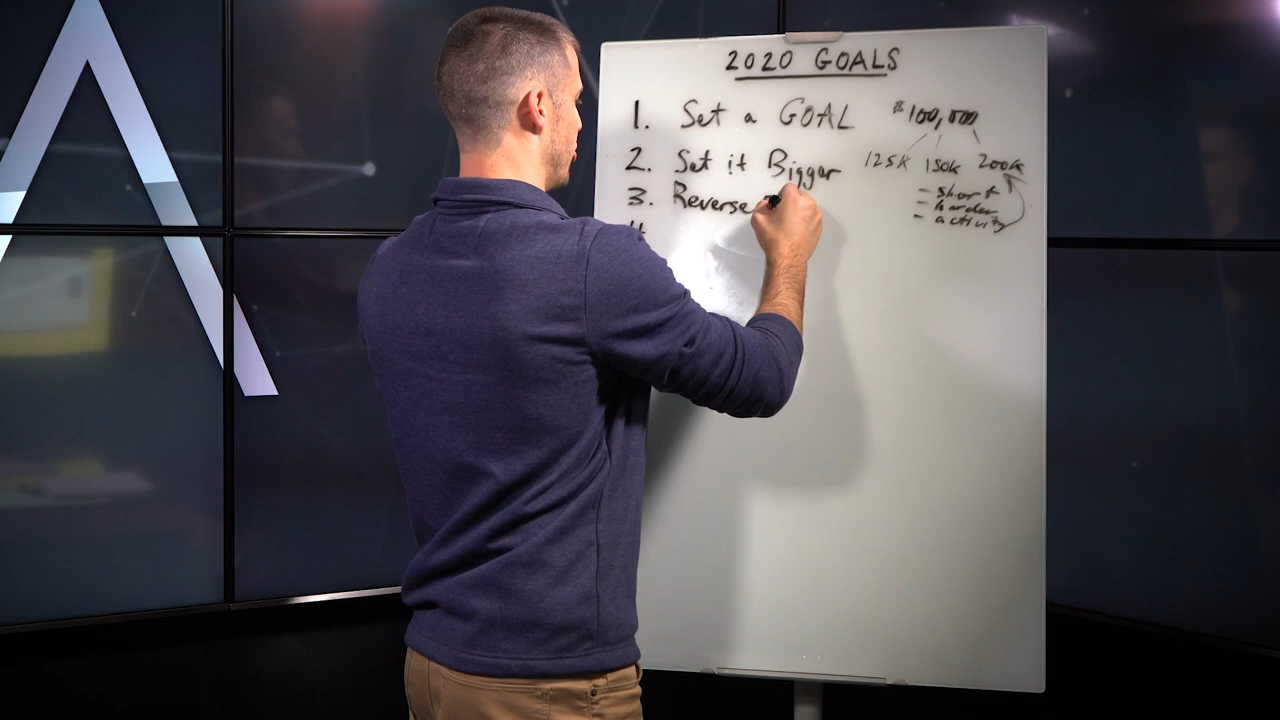 2020 GOALS
1. Set a GOAL $100,000
2. Set it Bigger 125K 150K 200K
3. Reverse
- short
- harder
- activity
4.